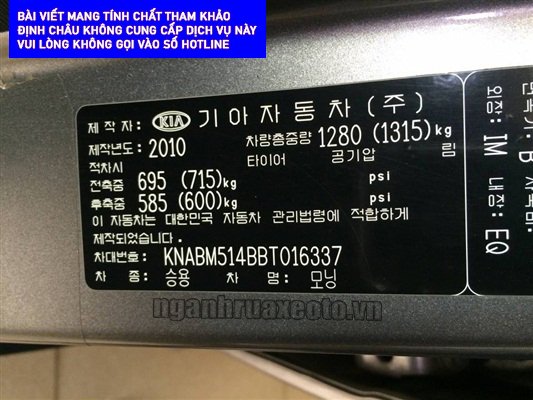 BÀI VIẾT MANG TÍNH CHẤT THAM KHẢO
ĐỊNH CHÂU KHÔNG CUNG CẤP DỊCH VỤ NÀY
VUI LÒNG KHÔNG GỌI VÀO SỐ HOTLINE
제 작 자: KIA 기아자동차(주)
제작년도: 2010 차량총중량 1280 (1315)kg
적차시 타이어 공기압 림
전축중 695 (715)kg psi
후축중 585 (600)kg psi
이 자동차는 대한민국 자동차 관리법령에 적합하게
제작되었습니다.
차대번호: KNABM514BBT016337
차 종: 승용 차 명: 모닝
외장: IM 내장: EQ
nganhruaxeoto.vn